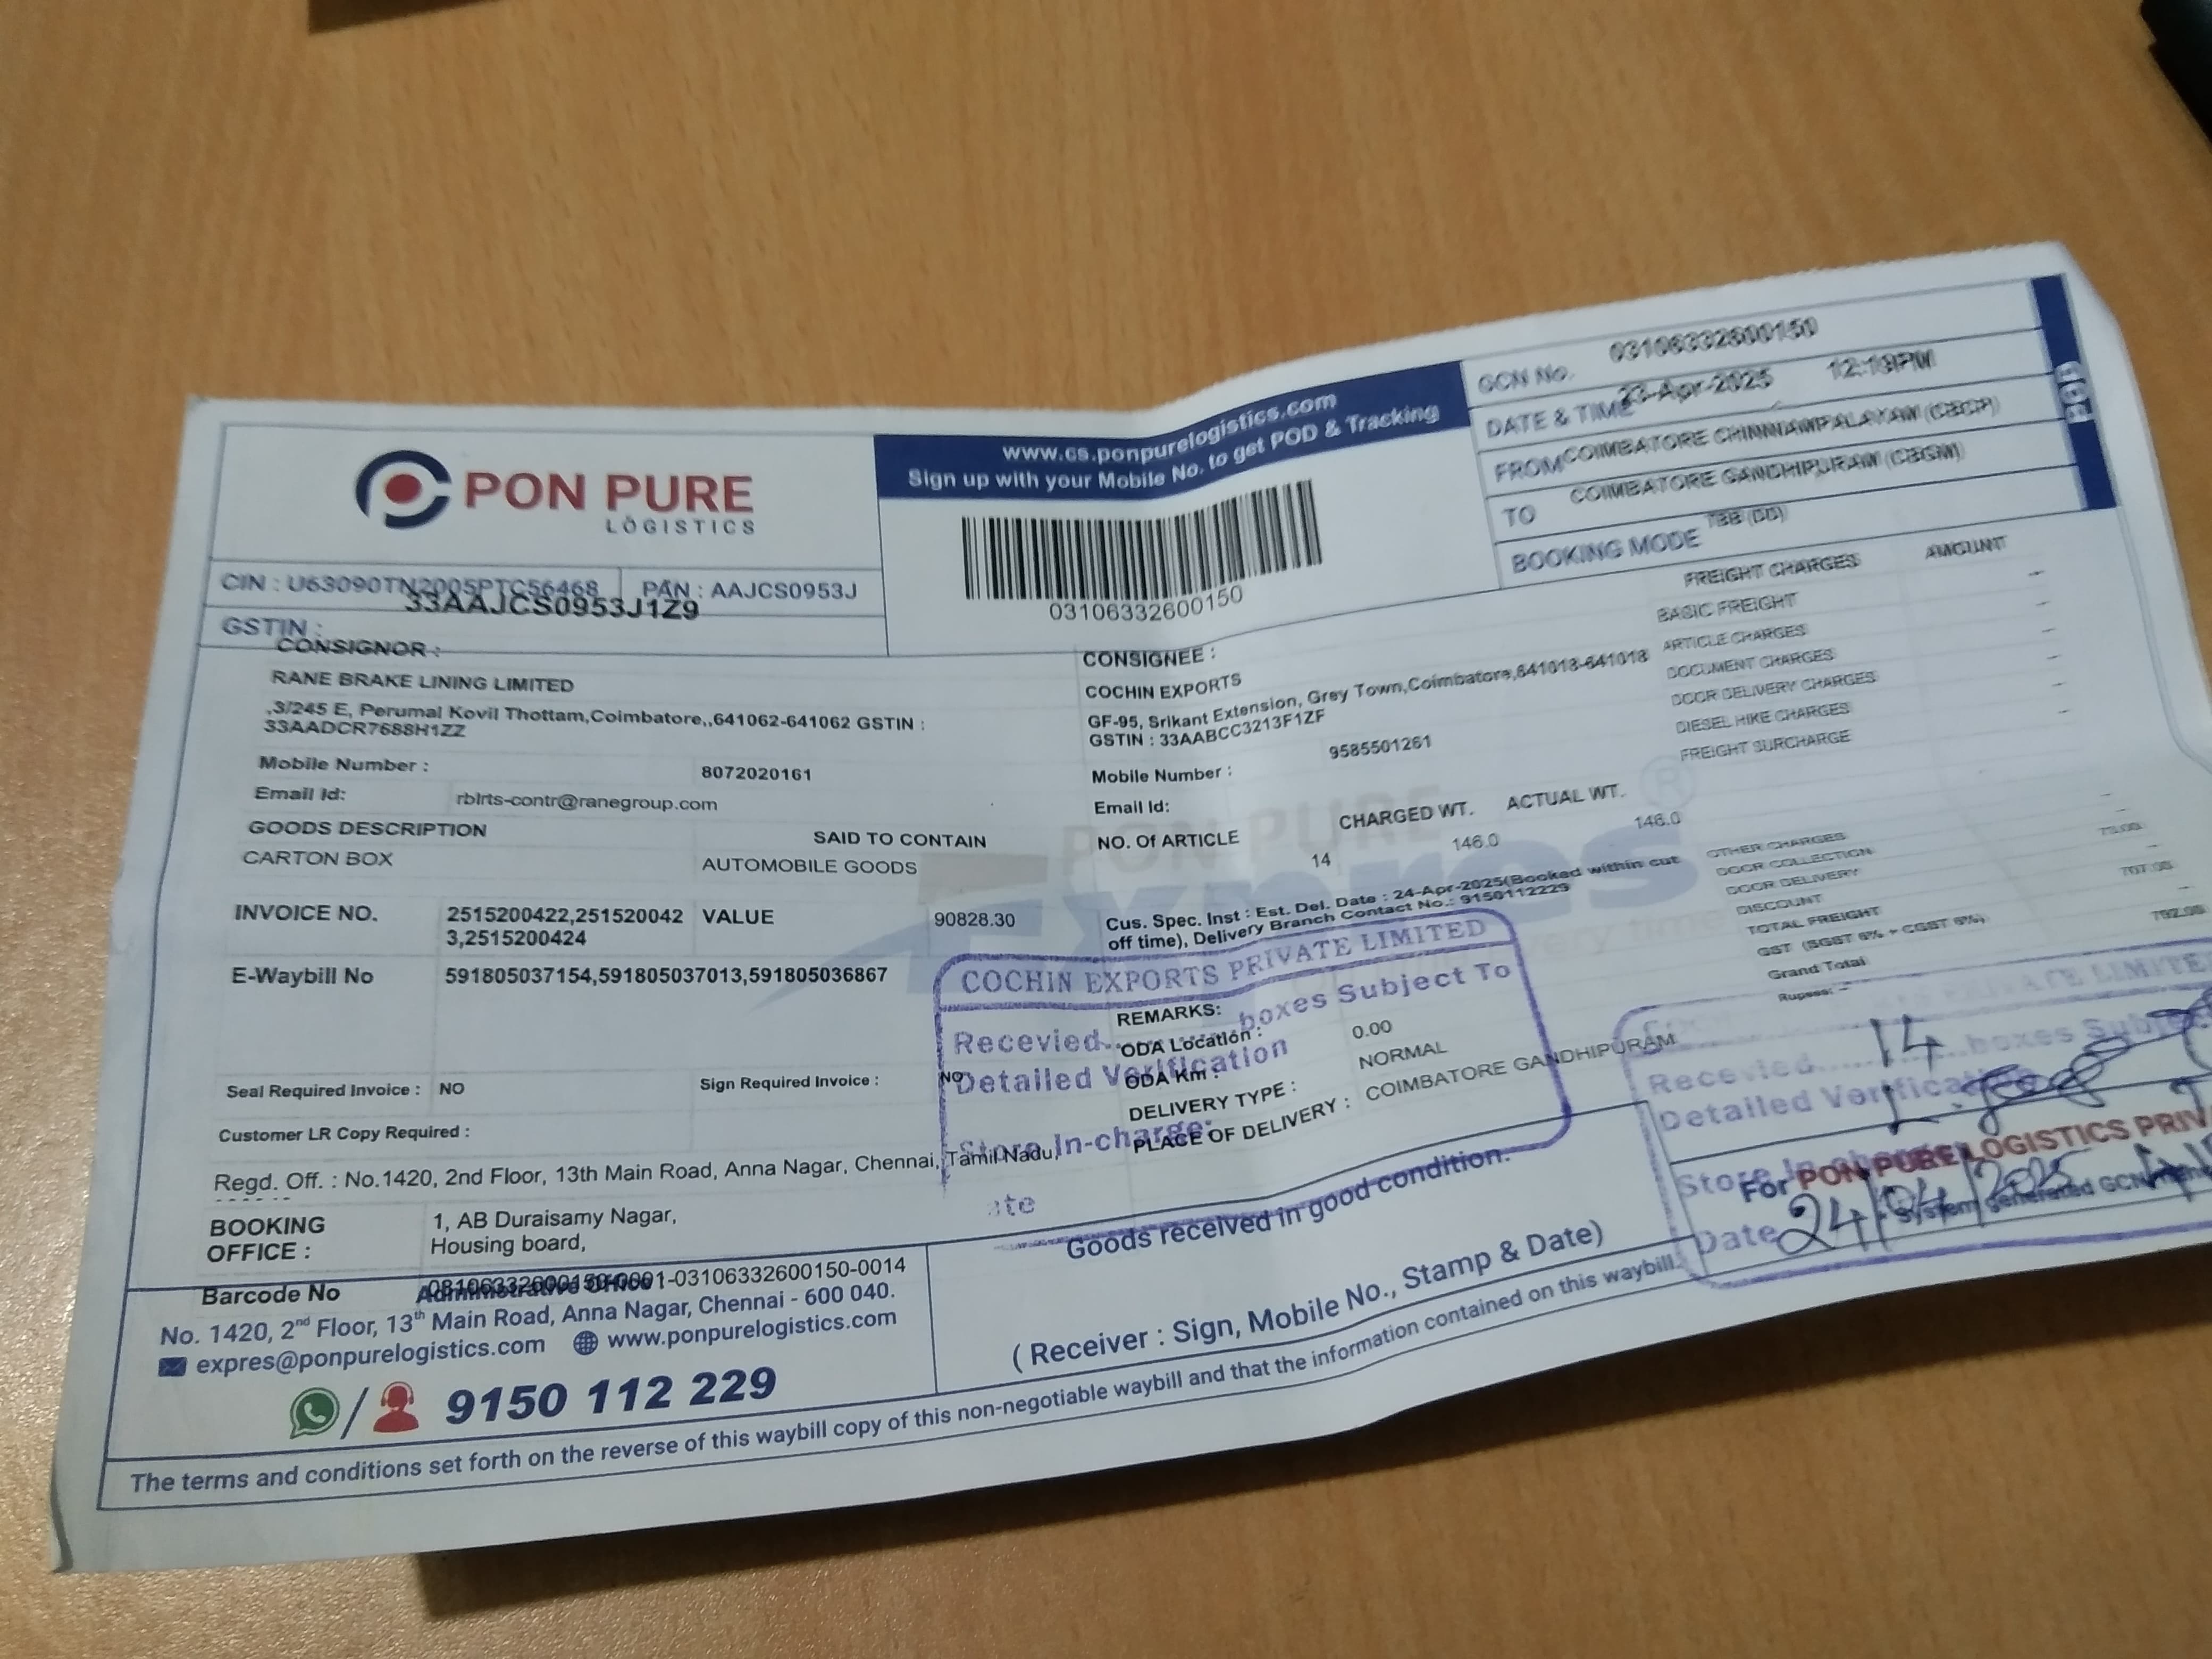 PON PURE
LOGISTICS
CIN : U63090TN2005PTC56468 PAN : AAJCS0953J
33AAJCS0953J1Z9
GSTIN :
www.cs.ponpurelogistics.com
Sign up with your Mobile No. to get POD & Tracking
03106332600150
GCN No. 03106332600150
DATE & TIME 23-Apr-2025
FROM COIMBATORE CHINNIAMPALAYAM (CBCP)
TO COIMBATORE GANDHIPURAM (CBGM)
BOOKING MODE TBB (DD)
CONSIGNOR :
RANE BRAKE LINING LIMITED
,3/245 E, Perumal Kovil Thottam,Coimbatore,,641062-641062 GSTIN :
33AADCR7688H1ZZ
Mobile Number : 8072020161
Email Id: rblrts-contr@ranegroup.com
CONSIGNEE :
COCHIN EXPORTS
GF-95, Srikant Extension, Grey Town,Coimbatore,641018-641018
GSTIN : 33AABCC3213F1ZF
Mobile Number : 9585501261
Email Id:
FREIGHT CHARGES AMOUNT
BASIC FREIGHT
ARTICLE CHARGES
DOCUMENT CHARGES
DOOR DELIVERY CHARGES
DIESEL HIKE CHARGES
FREIGHT SURCHARGE
GOODS DESCRIPTION SAID TO CONTAIN
CARTON BOX AUTOMOBILE GOODS
NO. Of ARTICLE CHARGED WT. ACTUAL WT.
14 146.0 146.0
OTHER CHARGES
DOOR COLLECTION
DOOR DELIVERY
DISCOUNT
TOTAL FREIGHT
GST (SGST 6% + CGST 6%)
Grand Total
Rupees:
INVOICE NO. 2515200422,251520042 VALUE 90828.30
3,2515200424
Cus. Spec. Inst : Est. Del. Date : 24-Apr-2025(Booked within cut
off time), Delivery Branch Contact No.: 9150112229
E-Waybill No 591805037154,591805037013,591805036867
COCHIN EXPORTS PRIVATE LIMITED
Recevied boxes Subject To
Detailed Verification
Store In-charge:
REMARKS:
ODA Location :
ODA Km : 0.00
DELIVERY TYPE : NORMAL
PLACE OF DELIVERY : COIMBATORE GANDHIPURAM
Seal Required Invoice : NO Sign Required Invoice : NO
Customer LR Copy Required :
Regd. Off. : No.1420, 2nd Floor, 13th Main Road, Anna Nagar, Chennai, Tamil Nadu,
BOOKING OFFICE : 1, AB Duraisamy Nagar,
Housing board,
Barcode No 03106332600150-0001-03106332600150-0014
Administrative Office :
No. 1420, 2nd Floor, 13th Main Road, Anna Nagar, Chennai - 600 040.
expres@ponpurelogistics.com www.ponpurelogistics.com
9150 112 229
Goods received in good condition.
( Receiver : Sign, Mobile No., Stamp & Date)
PRIVATE LIMITED
Recevied 14 boxes
Detailed
For PON PURE LOGISTICS
Date 24/04/2025
System generated GCN
The terms and conditions set forth on the reverse of this waybill copy of this non-negotiable waybill and that the information contained on this waybill.